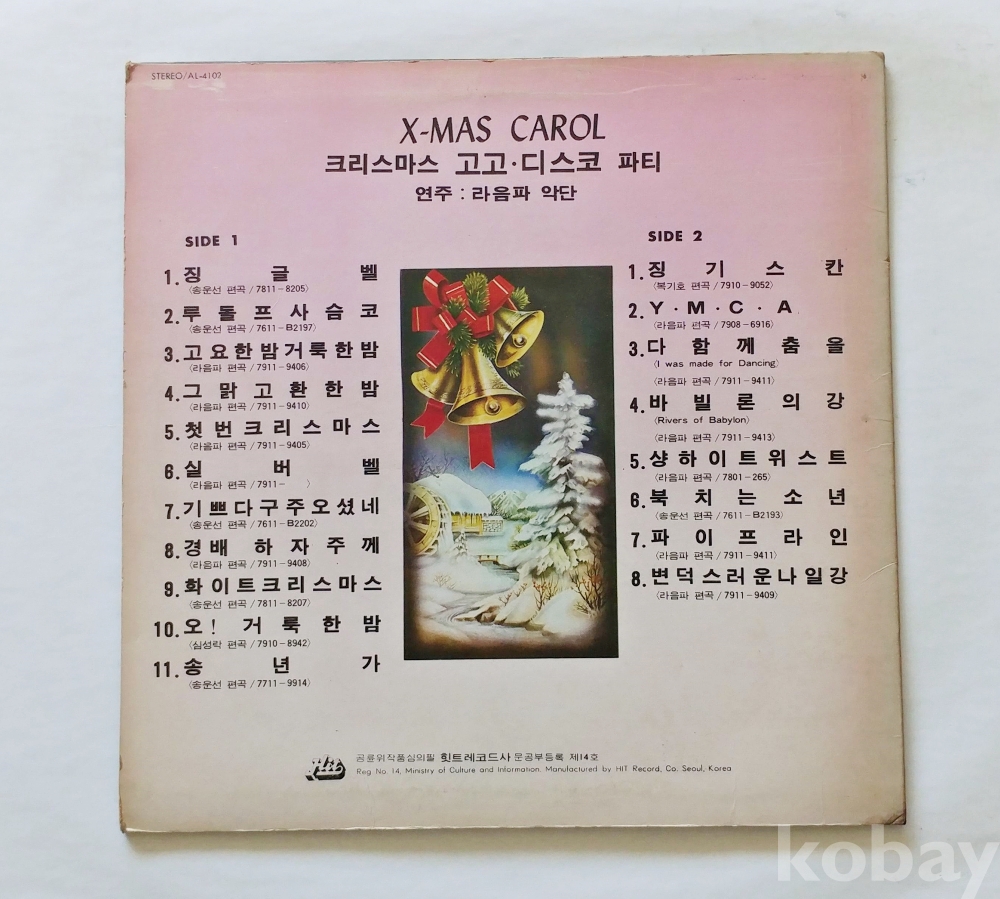 STEREO/AL-4102
X-MAS CAROL
크리스마스 고고·디스코 파티
연주 : 라음파 악단
SIDE 1
1. 징글벨
〈송운선 편곡 / 7811-8205〉
2. 루돌프사슴코
〈송운선 편곡 / 7611-B2197〉
3. 고요한밤거룩한밤
〈라음파 편곡 / 7911-9406〉
4. 그맑고환한밤
〈라음파 편곡 / 7911-9410〉
5. 첫번크리스마스
〈라음파 편곡 / 7911-9405〉
6. 실버벨
〈라음파 편곡 / 7911- 〉
7. 기쁘다구주오셨네
〈송운선 편곡 / 7611-B2202〉
8. 경배하자주께
〈라음파 편곡 / 7911-9408〉
9. 화이트크리스마스
〈송운선 편곡 / 7811-8207〉
10. 오! 거룩한밤
〈심성락 편곡 / 7910-8942〉
11. 송년가
〈송운선 편곡 / 7711-9914〉
SIDE 2
1. 징기스칸
〈복기호 편곡 / 7910-9052〉
2. Y·M·C·A
〈라음파 편곡 / 7908-6916〉
3. 다함께춤을
〈I was made for Dancing〉
〈라음파 편곡 / 7911-9411〉
4. 바빌론의강
〈Rivers of Babylon〉
〈라음파 편곡 / 7911-9413〉
5. 샹하이트위스트
〈라음파 편곡 / 7801-265〉
6. 북치는소년
〈송운선 편곡 / 7611-B2193〉
7. 파이프라인
〈라음파 편곡 / 7911-9411〉
8. 변덕스러운나일강
〈라음파 편곡 / 7911-9409〉
Hit
공륜위작품심의필 힛트레코드사 문공부등록 제14호
Reg No. 14, Ministry of Culture and Information. Manufactured by HIT Record, Co. Seoul, Korea
kobay